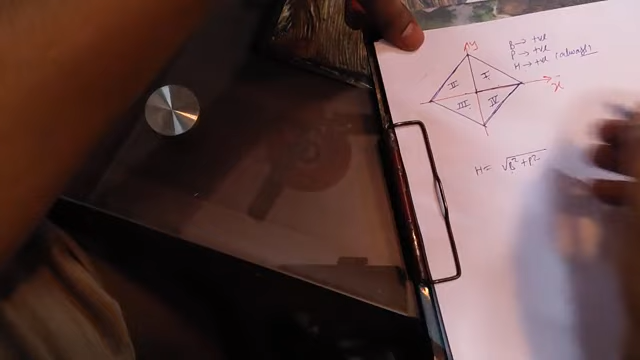 B → +ve
P → +ve
H → +ve (always)
y
II
I
x
III
IV
H = √B² + P²